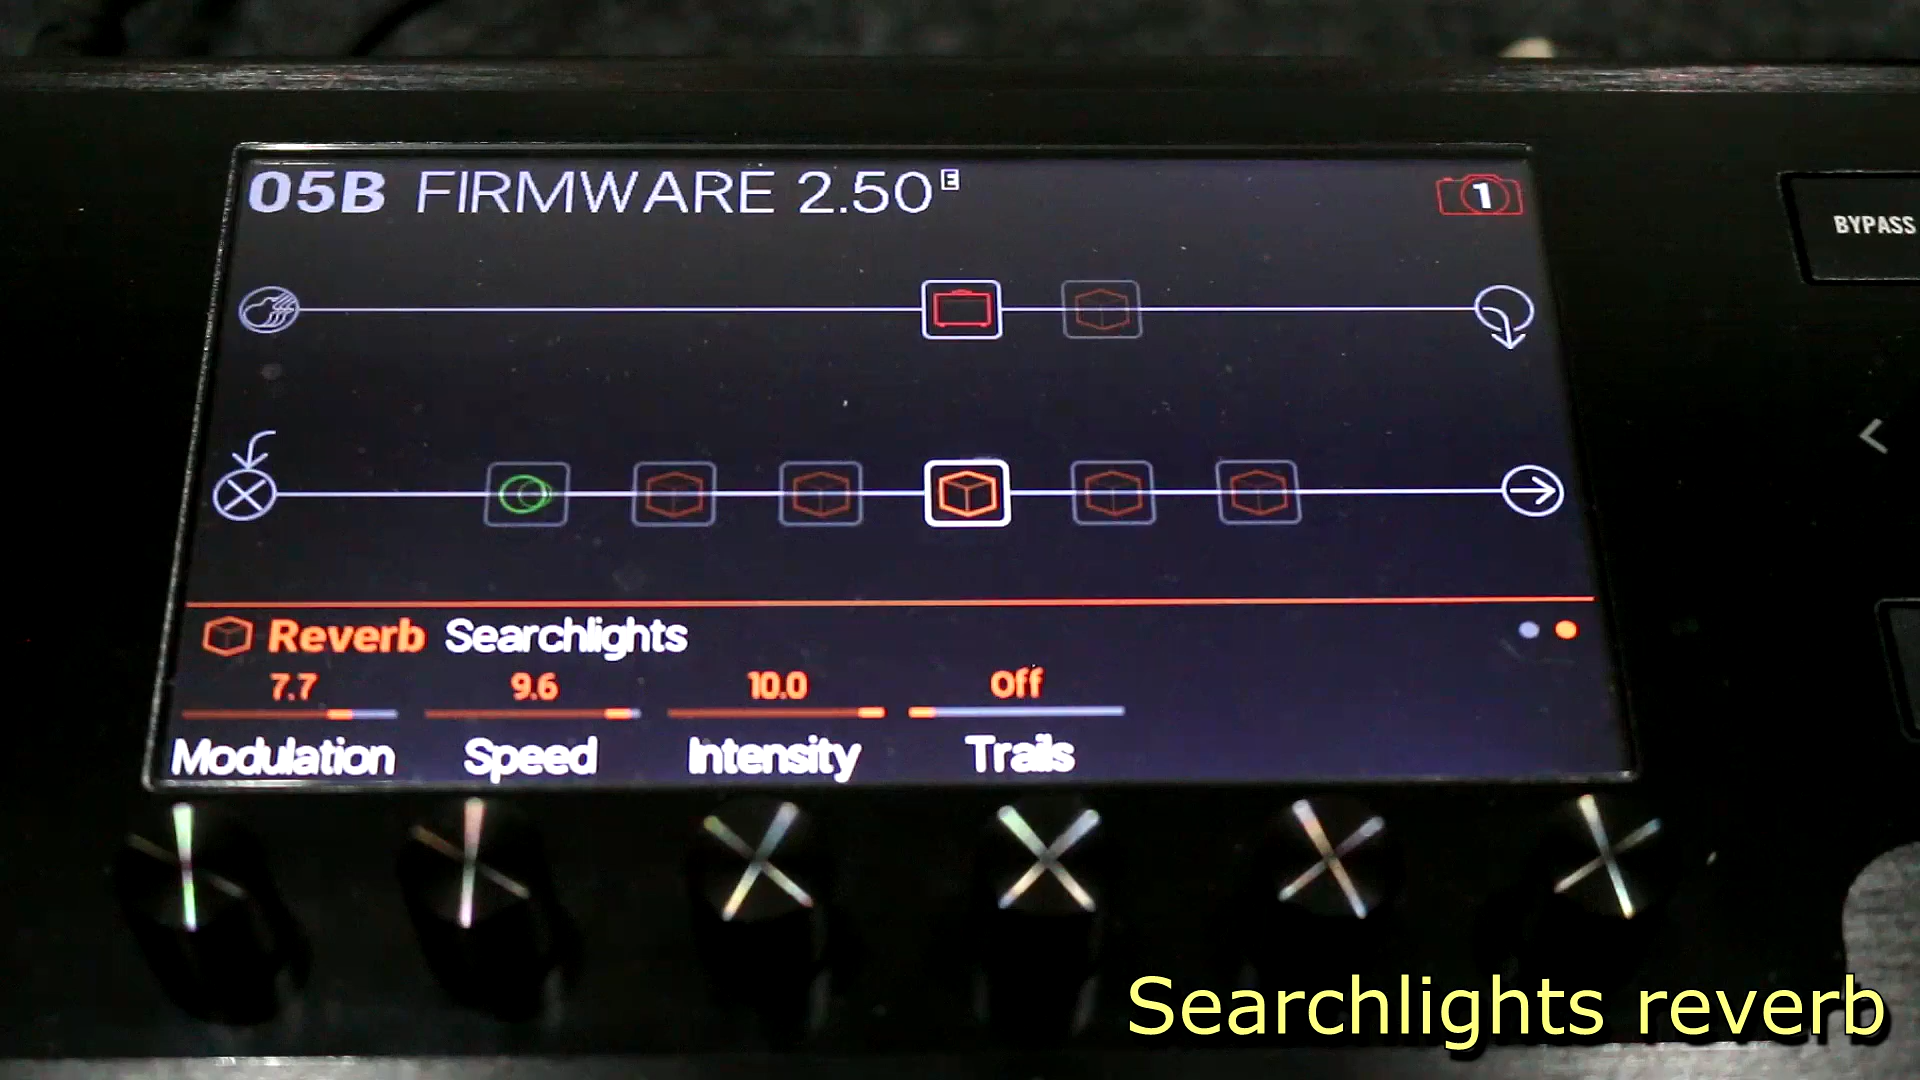 05B FIRMWARE 2.50 E
1
BYPASS
Reverb Searchlights
7.7 9.6 10.0 Off
Modulation Speed Intensity Trails
Searchlights reverb